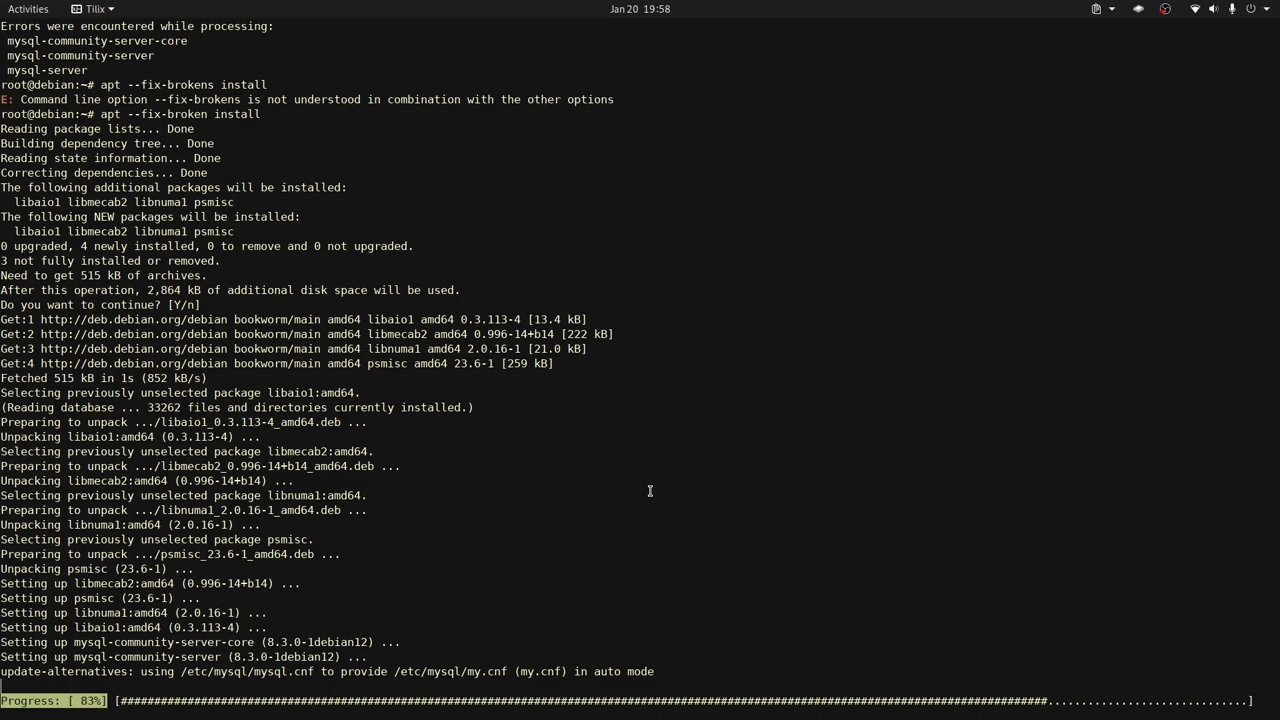 Activities Tilix Jan 20 19:58
Errors were encountered while processing:
 mysql-community-server-core
 mysql-community-server
 mysql-server
root@debian:~# apt --fix-brokens install
E: Command line option --fix-brokens is not understood in combination with the other options
root@debian:~# apt --fix-broken install
Reading package lists... Done
Building dependency tree... Done
Reading state information... Done
Correcting dependencies... Done
The following additional packages will be installed:
  libaio1 libmecab2 libnuma1 psmisc
The following NEW packages will be installed:
  libaio1 libmecab2 libnuma1 psmisc
0 upgraded, 4 newly installed, 0 to remove and 0 not upgraded.
3 not fully installed or removed.
Need to get 515 kB of archives.
After this operation, 2,864 kB of additional disk space will be used.
Do you want to continue? [Y/n]
Get:1 http://deb.debian.org/debian bookworm/main amd64 libaio1 amd64 0.3.113-4 [13.4 kB]
Get:2 http://deb.debian.org/debian bookworm/main amd64 libmecab2 amd64 0.996-14+b14 [222 kB]
Get:3 http://deb.debian.org/debian bookworm/main amd64 libnuma1 amd64 2.0.16-1 [21.0 kB]
Get:4 http://deb.debian.org/debian bookworm/main amd64 psmisc amd64 23.6-1 [259 kB]
Fetched 515 kB in 1s (852 kB/s)
Selecting previously unselected package libaio1:amd64.
(Reading database ... 33262 files and directories currently installed.)
Preparing to unpack .../libaio1_0.3.113-4_amd64.deb ...
Unpacking libaio1:amd64 (0.3.113-4) ...
Selecting previously unselected package libmecab2:amd64.
Preparing to unpack .../libmecab2_0.996-14+b14_amd64.deb ...
Unpacking libmecab2:amd64 (0.996-14+b14) ...
Selecting previously unselected package libnuma1:amd64.
Preparing to unpack .../libnuma1_2.0.16-1_amd64.deb ...
Unpacking libnuma1:amd64 (2.0.16-1) ...
Selecting previously unselected package psmisc.
Preparing to unpack .../psmisc_23.6-1_amd64.deb ...
Unpacking psmisc (23.6-1) ...
Setting up libmecab2:amd64 (0.996-14+b14) ...
Setting up psmisc (23.6-1) ...
Setting up libnuma1:amd64 (2.0.16-1) ...
Setting up libaio1:amd64 (0.3.113-4) ...
Setting up mysql-community-server-core (8.3.0-1debian12) ...
Setting up mysql-community-server (8.3.0-1debian12) ...
update-alternatives: using /etc/mysql/mysql.cnf to provide /etc/mysql/my.cnf (my.cnf) in auto mode
Progress: [ 83%] [###########################################################################################################################################..............................]